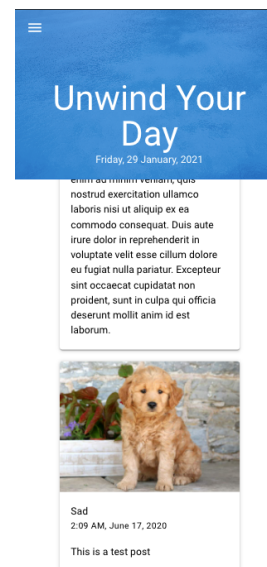 Unwind Your
Day
Friday, 29 January, 2021
enim ad minim veniam, quis
nostrud exercitation ullamco
laboris nisi ut aliquip ex ea
commodo consequat. Duis aute
irure dolor in reprehenderit in
voluptate velit esse cillum dolore
eu fugiat nulla pariatur. Excepteur
sint occaecat cupidatat non
proident, sunt in culpa qui officia
deserunt mollit anim id est
laborum.
Sad
2:09 AM, June 17, 2020
This is a test post